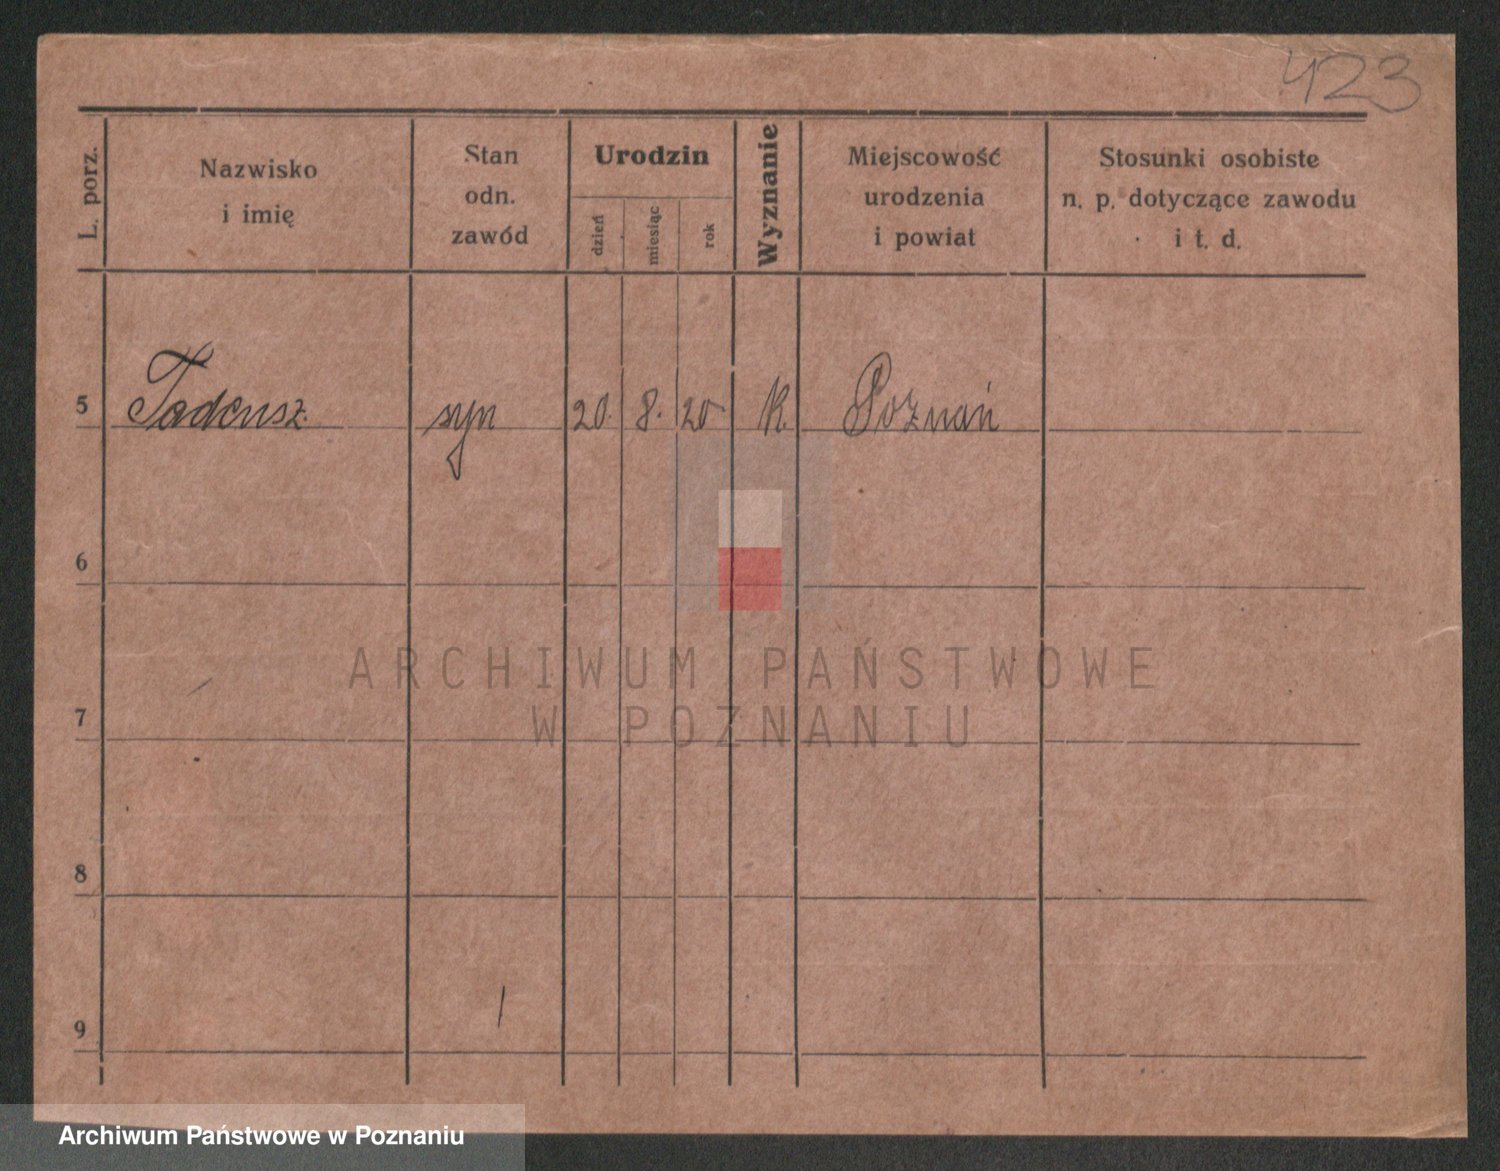 423
L. porz.
Nazwisko
i imię
Stan
odn.
zawód
Urodzin
dzień
miesiąc
rok
Wyznanie
Miejscowość
urodzenia
i powiat
Stosunki osobiste
n. p. dotyczące zawodu
i t. d.
5 Tadeusz. syn 20. 8. 20 k. Poznań
6
7
8
9
ARCHIWUM PAŃSTWOWE
W POZNANIU
Archiwum Państwowe w Poznaniu